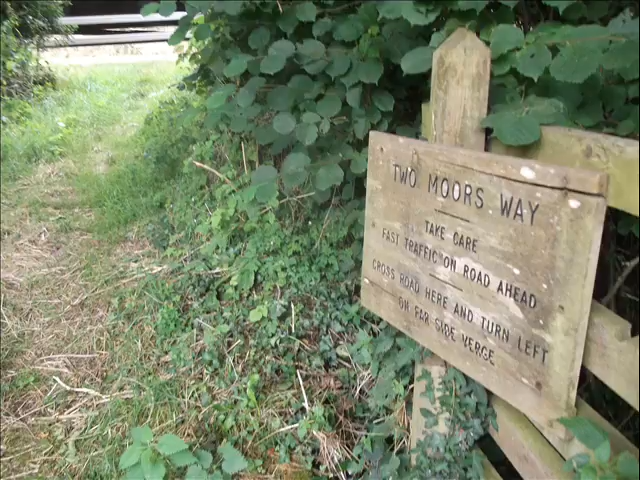 TWO MOORS WAY
TAKE CARE
FAST TRAFFIC ON ROAD AHEAD
CROSS ROAD HERE AND TURN LEFT
ON FAR SIDE VERGE